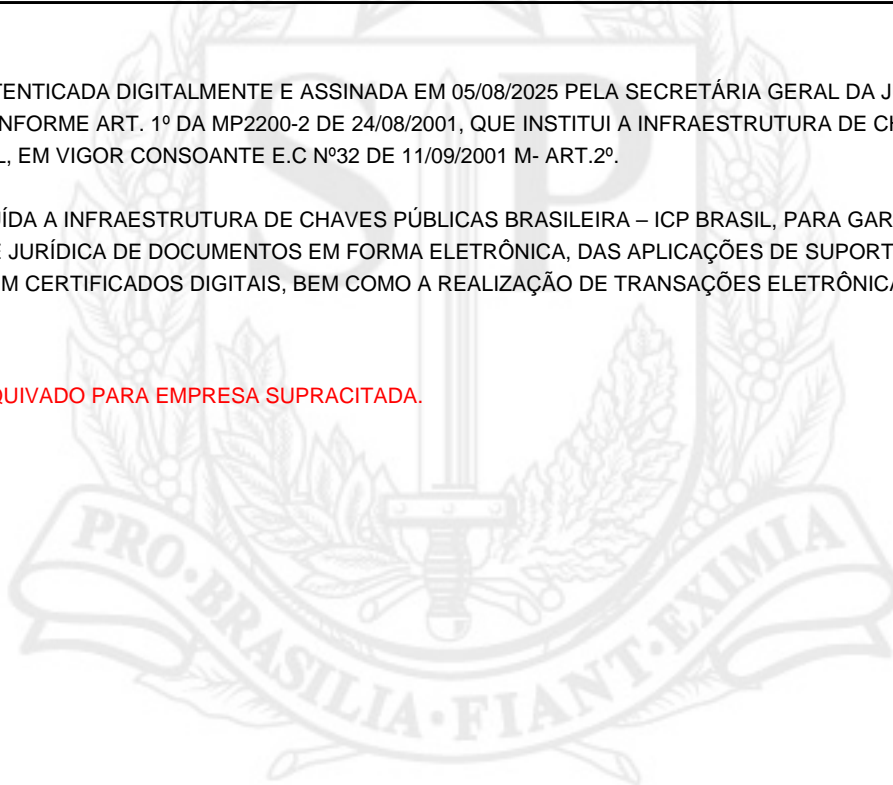 TENTICADA DIGITALMENTE E ASSINADA EM 05/08/2025 PELA SECRETÁRIA GERAL DA J
NFORME ART. 1º DA MP2200-2 DE 24/08/2001, QUE INSTITUI A INFRAESTRUTURA DE CH
L, EM VIGOR CONSOANTE E.C Nº32 DE 11/09/2001 M- ART.2º.
ÍDA A INFRAESTRUTURA DE CHAVES PÚBLICAS BRASILEIRA – ICP BRASIL, PARA GAR
E JURÍDICA DE DOCUMENTOS EM FORMA ELETRÔNICA, DAS APLICAÇÕES DE SUPORT
M CERTIFICADOS DIGITAIS, BEM COMO A REALIZAÇÃO DE TRANSAÇÕES ELETRÔNICA
QUIVADO PARA EMPRESA SUPRACITADA.
SP
PRO·BRASILIA·FIANT·EXIMIA